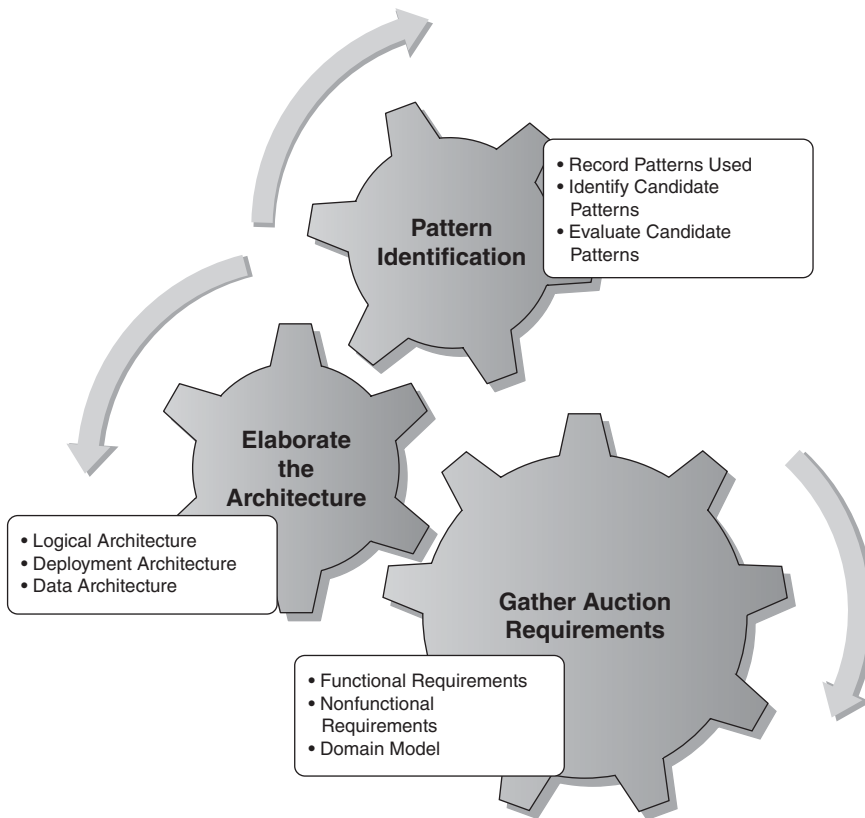 Pattern
Identification
• Record Patterns Used
• Identify Candidate
Patterns
• Evaluate Candidate
Patterns
Elaborate
the
Architecture
• Logical Architecture
• Deployment Architecture
• Data Architecture
Gather Auction
Requirements
• Functional Requirements
• Nonfunctional
Requirements
• Domain Model